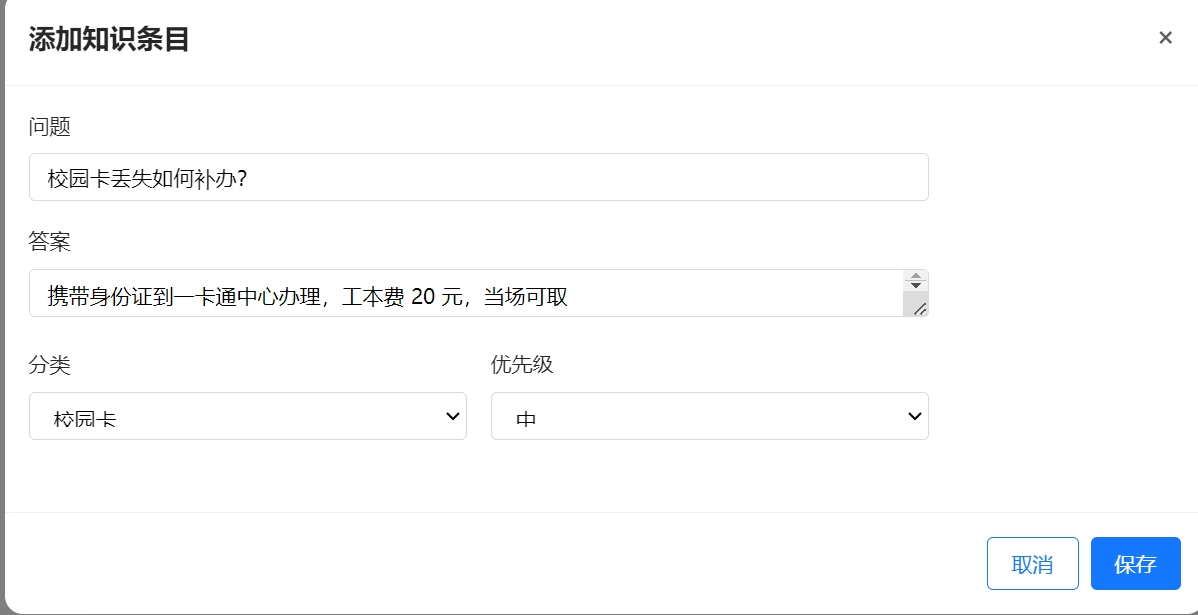 添加知识条目
×
问题
校园卡丢失如何补办?
答案
携带身份证到一卡通中心办理，工本费 20 元，当场可取
分类
优先级
校园卡
中
取消
保存